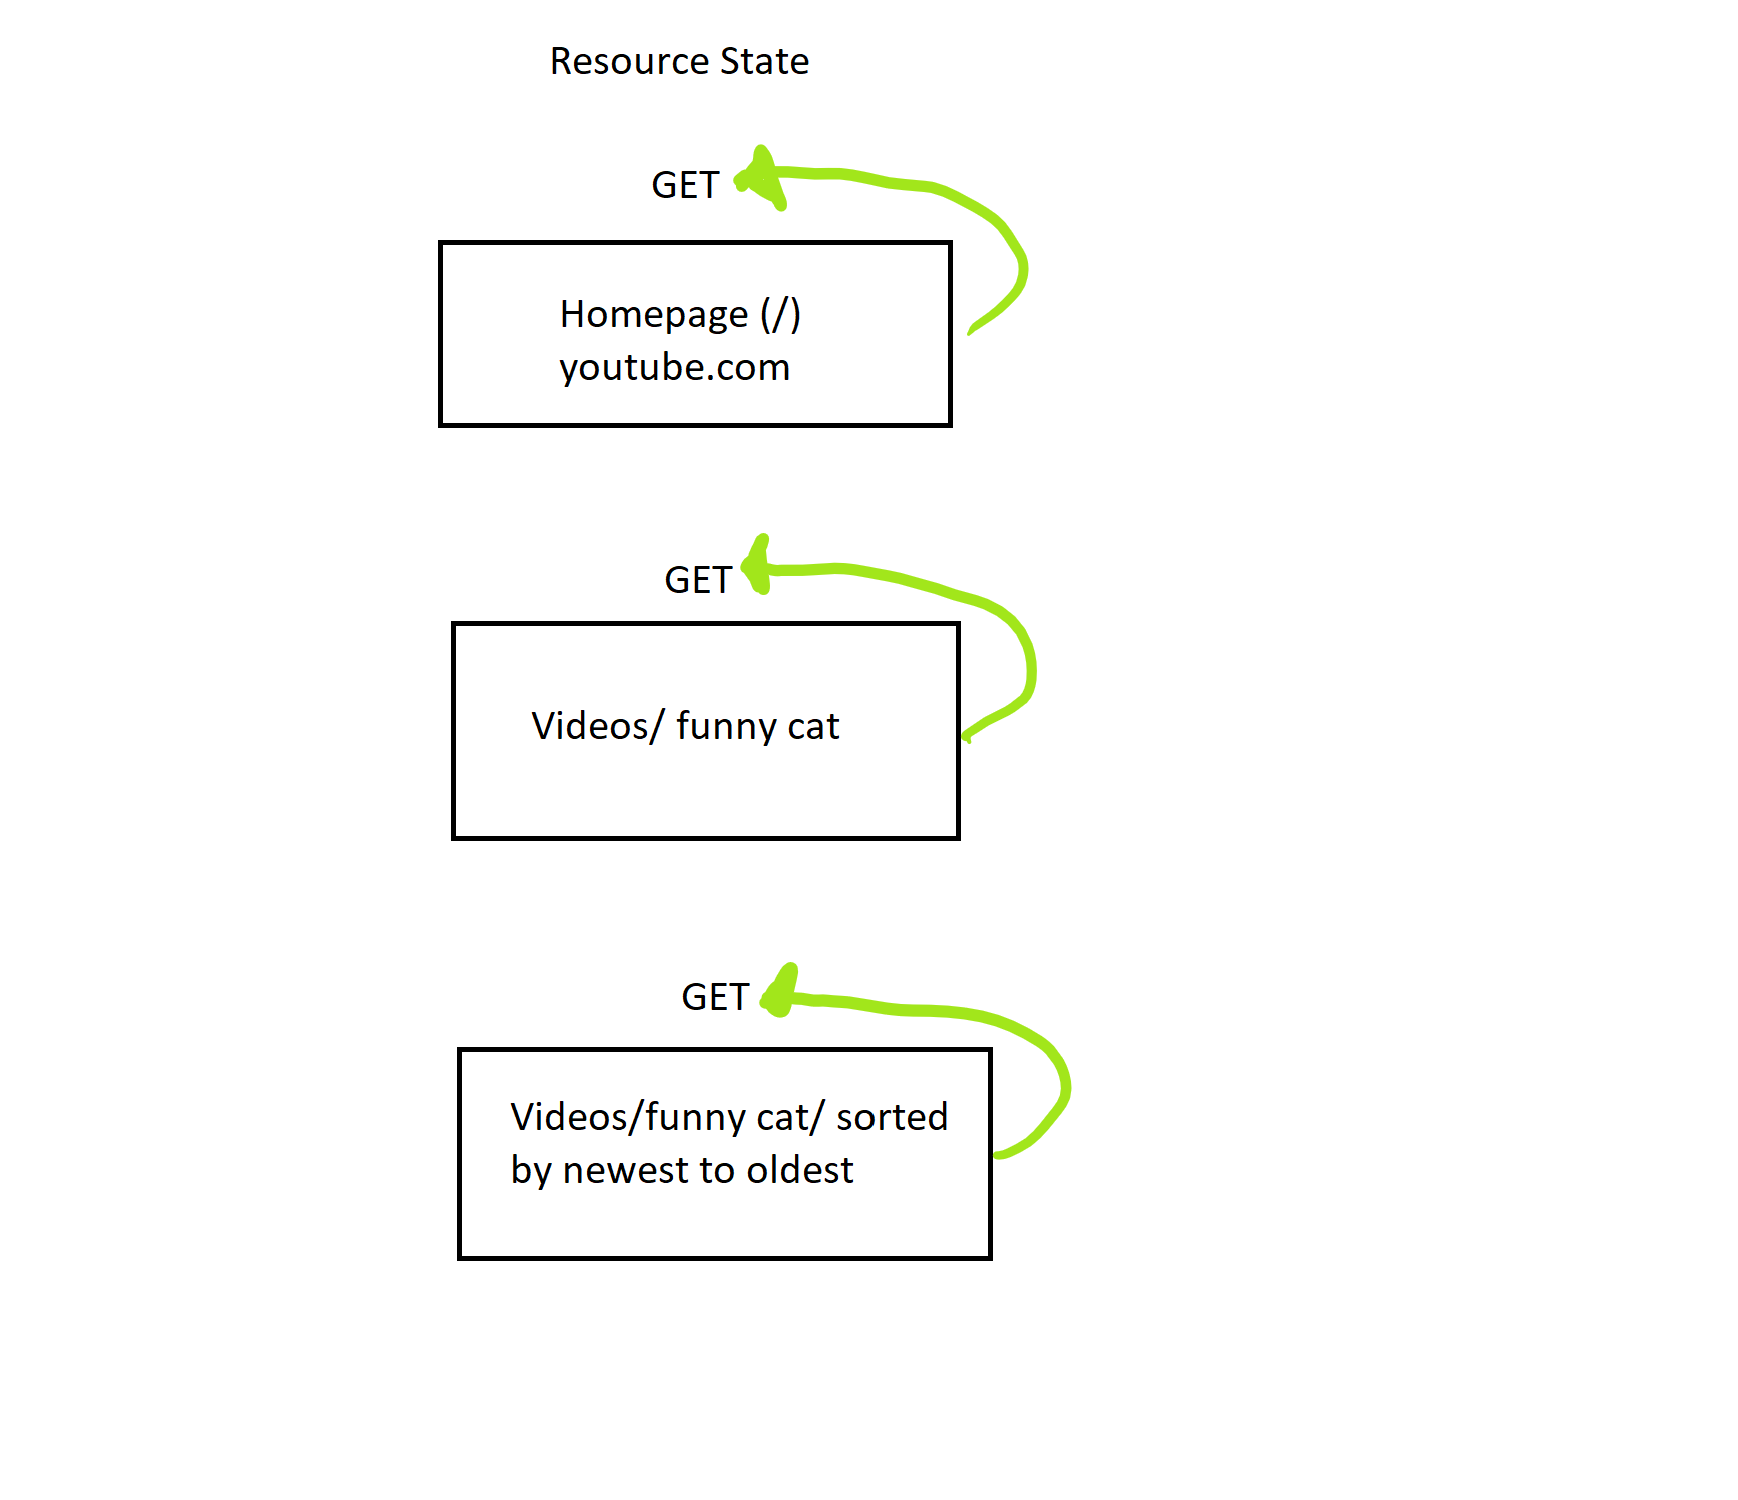 Resource State
GET
Homepage (/)
youtube.com
GET
Videos/ funny cat
GET
Videos/funny cat/ sorted
by newest to oldest